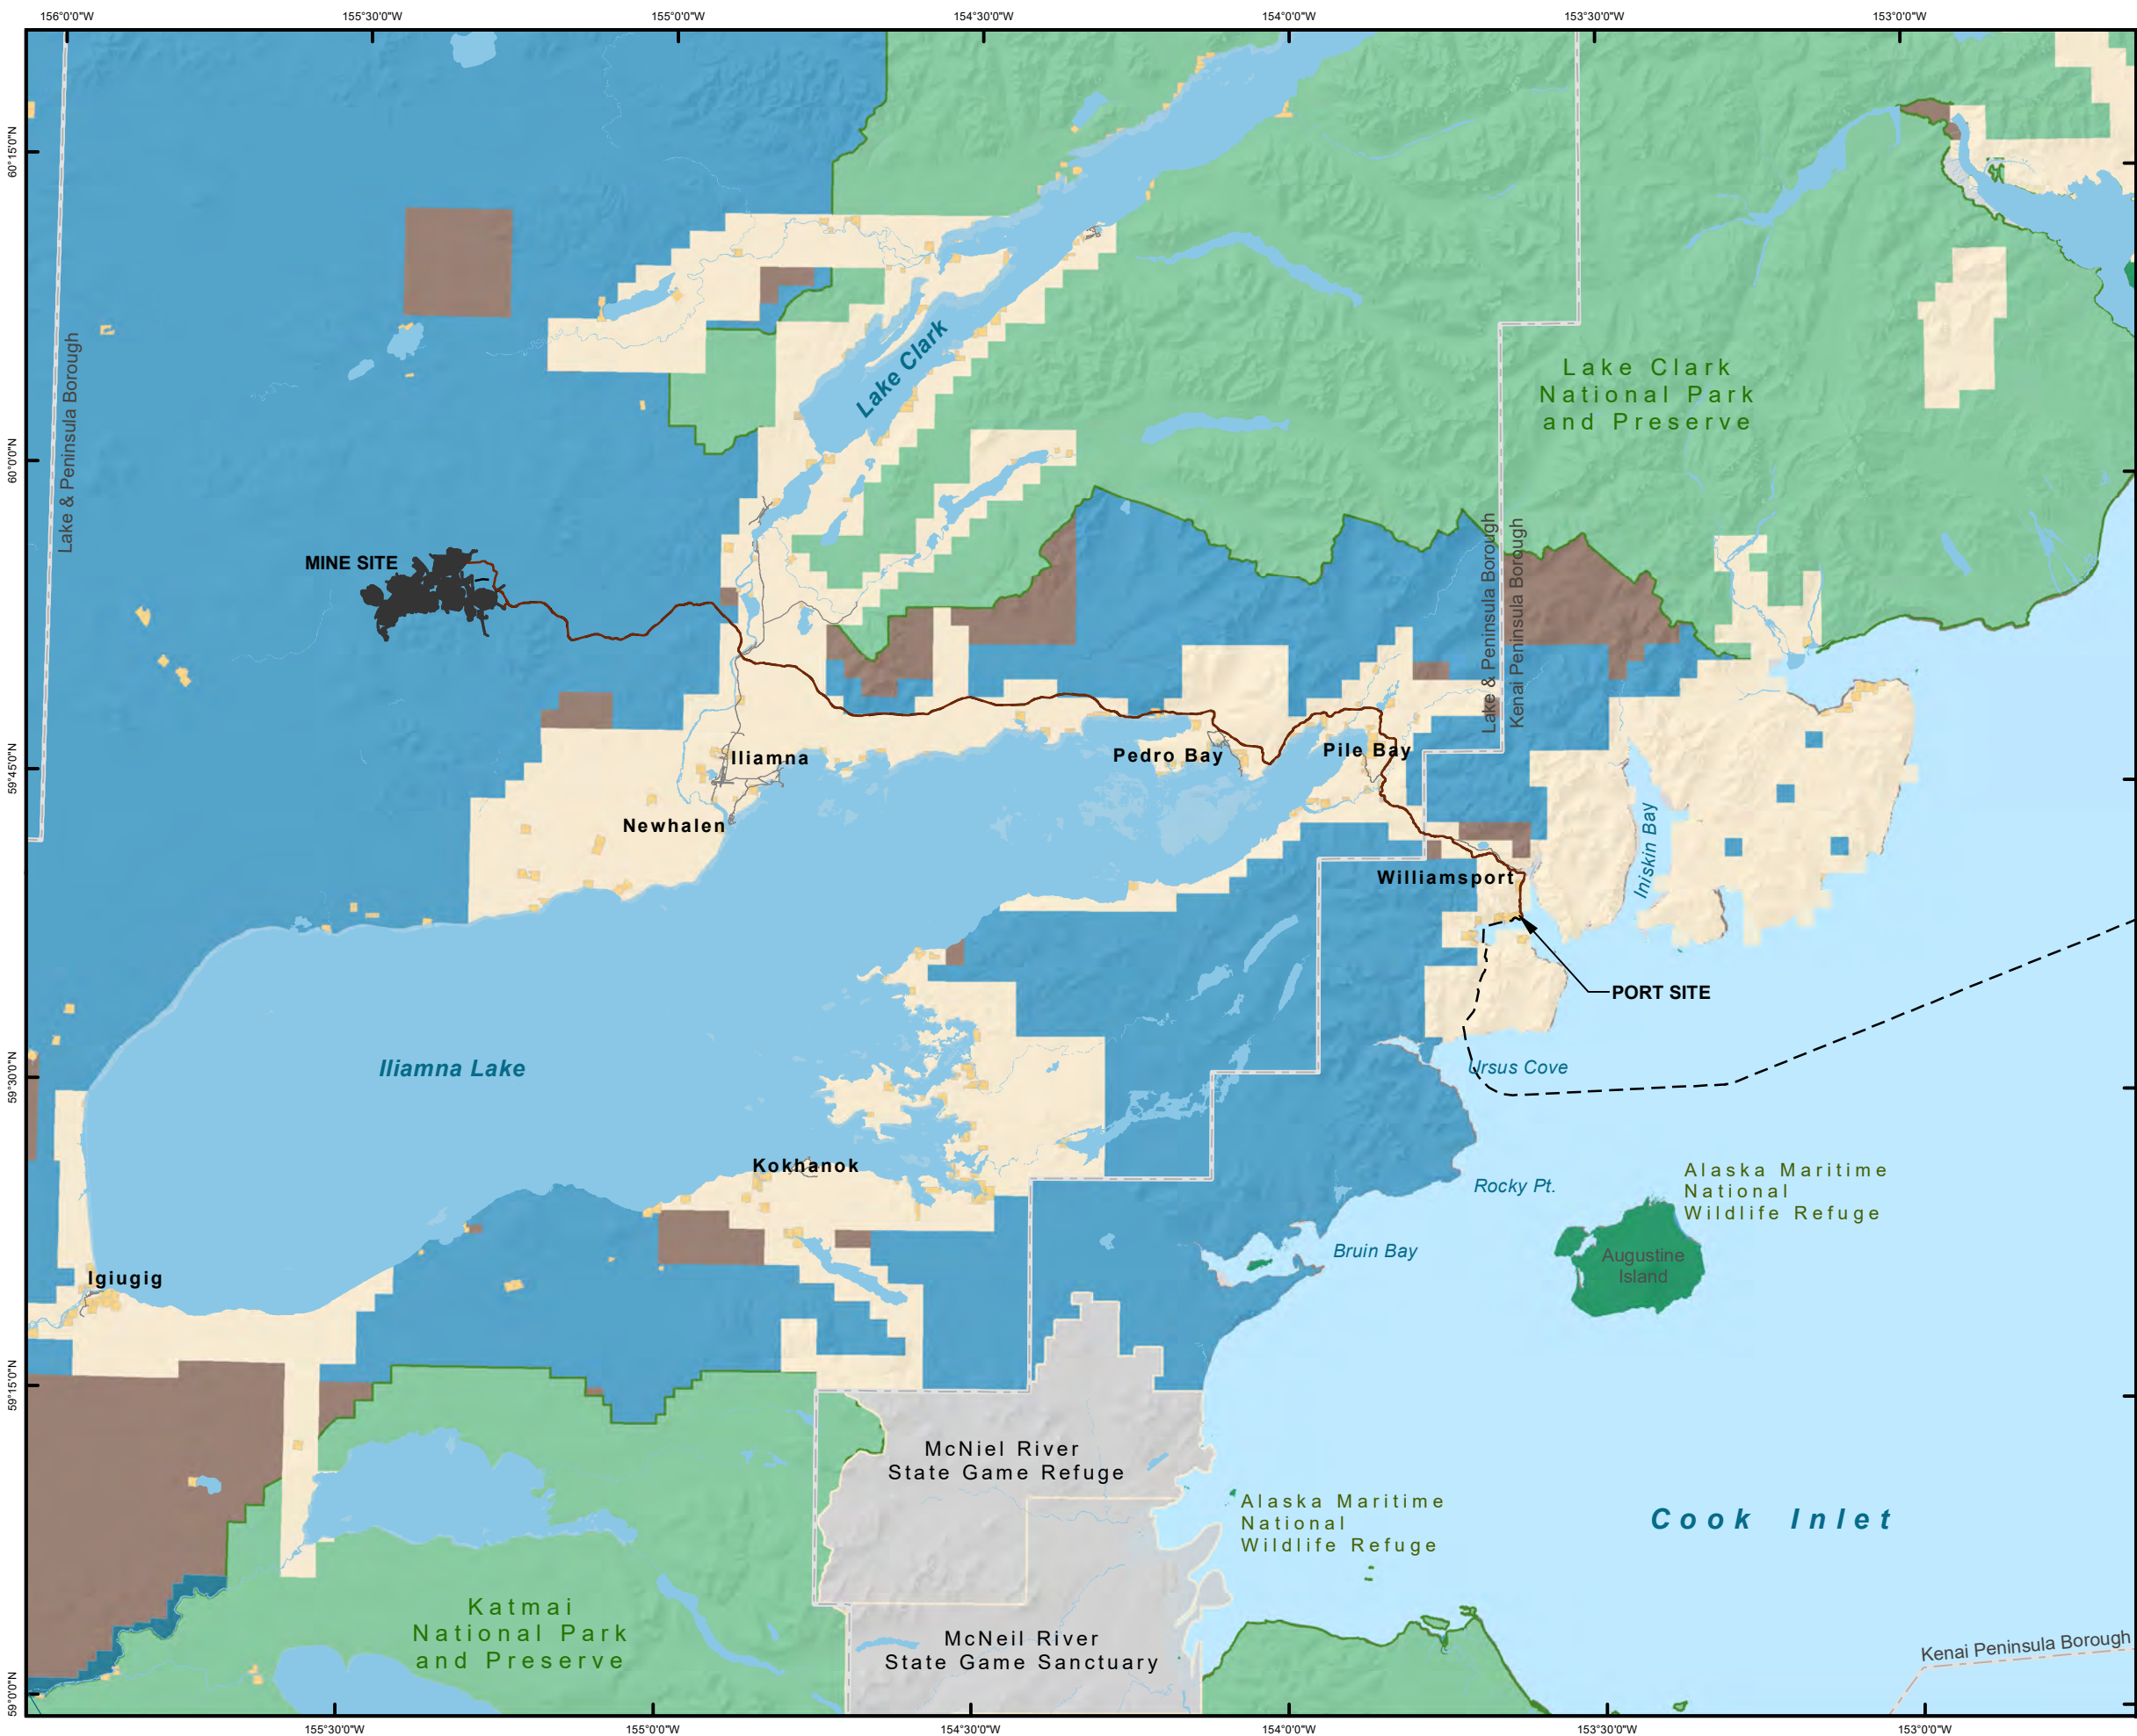 156°0'0"W
155°30'0"W
155°0'0"W
154°30'0"W
154°0'0"W
153°30'0"W
153°0'0"W
60°15'0"N
60°0'0"N
59°45'0"N
59°30'0"N
59°15'0"N
59°0'0"N
Lake & Peninsula Borough
Lake Clark
Lake Clark
National Park
and Preserve
Lake & Peninsula Borough
Kenai Peninsula Borough
MINE SITE
Iliamna
Pedro Bay
Pile Bay
Newhalen
Iniskin Bay
Williamsport
PORT SITE
Iliamna Lake
Ursus Cove
Kokhanok
Alaska Maritime
National
Wildlife Refuge
Rocky Pt.
Bruin Bay
Augustine
Island
Igiugig
McNiel River
State Game Refuge
Alaska Maritime
National
Wildlife Refuge
Cook Inlet
Katmai
National Park
and Preserve
McNeil River
State Game Sanctuary
Kenai Peninsula Borough
155°30'0"W
155°0'0"W
154°30'0"W
154°0'0"W
153°30'0"W
153°0'0"W